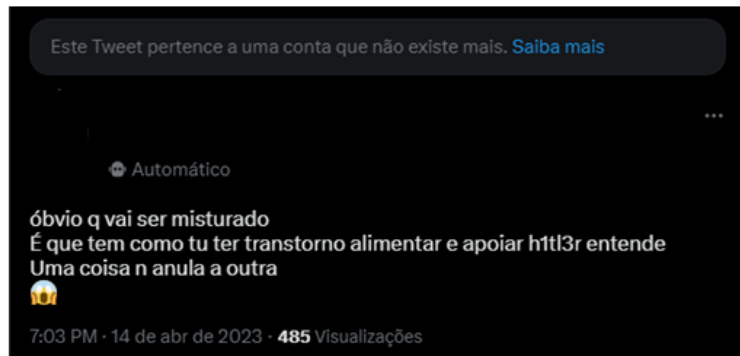 Este Tweet pertence a uma conta que não existe mais. Saiba mais
Automático
óbvio q vai ser misturado
É que tem como tu ter transtorno alimentar e apoiar h1tl3r entende
Uma coisa n anula a outra
😱
7:03 PM · 14 de abr de 2023 · 485 Visualizações